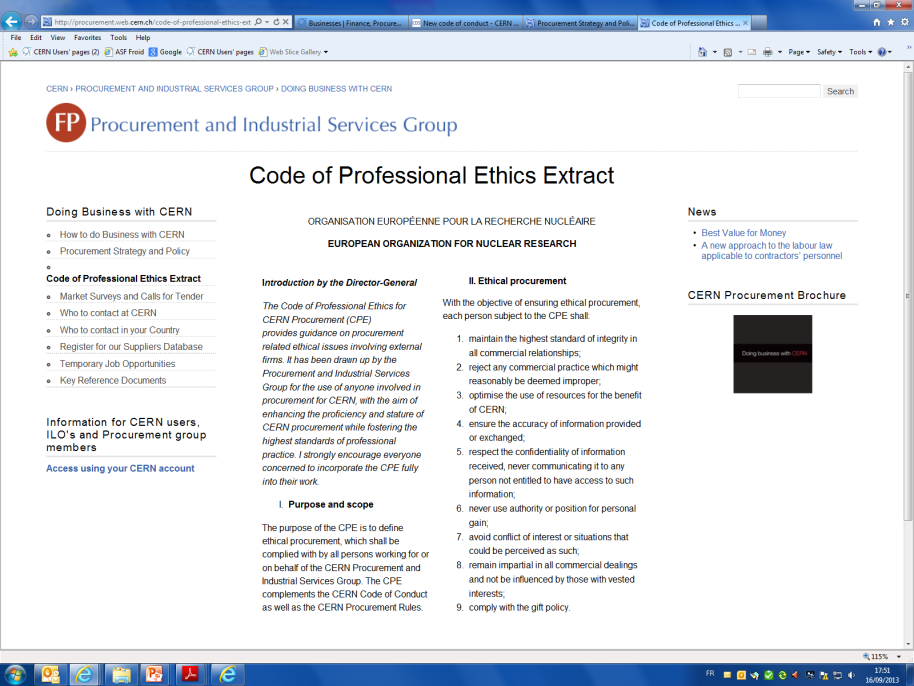 http://procurement.web.cern.ch/code-of-professional-ethics-ext
Businesses | Finance, Procure...
New code of conduct - CERN ...
Procurement Strategy and Poli...
Code of Professional Ethics ...
File Edit View Favorites Tools Help
CERN Users' pages (2) ASF Froid Google CERN Users' pages Web Slice Gallery
Page Safety Tools
CERN › PROCUREMENT AND INDUSTRIAL SERVICES GROUP › DOING BUSINESS WITH CERN
Search
FP Procurement and Industrial Services Group
Code of Professional Ethics Extract
Doing Business with CERN
How to do Business with CERN
Procurement Strategy and Policy
Code of Professional Ethics Extract
Market Surveys and Calls for Tender
Who to contact at CERN
Who to contact in your Country
Register for our Suppliers Database
Temporary Job Opportunities
Key Reference Documents
Information for CERN users,
ILO's and Procurement group
members
Access using your CERN account
ORGANISATION EUROPÉENNE POUR LA RECHERCHE NUCLÉAIRE
EUROPEAN ORGANIZATION FOR NUCLEAR RESEARCH
Introduction by the Director-General
The Code of Professional Ethics for
CERN Procurement (CPE)
provides guidance on procurement
related ethical issues involving external
firms. It has been drawn up by the
Procurement and Industrial Services
Group for the use of anyone involved in
procurement for CERN, with the aim of
enhancing the proficiency and stature of
CERN procurement while fostering the
highest standards of professional
practice. I strongly encourage everyone
concerned to incorporate the CPE fully
into their work.
I. Purpose and scope
The purpose of the CPE is to define
ethical procurement, which shall be
complied with by all persons working for or
on behalf of the CERN Procurement and
Industrial Services Group. The CPE
complements the CERN Code of Conduct
as well as the CERN Procurement Rules.
II. Ethical procurement
With the objective of ensuring ethical procurement,
each person subject to the CPE shall:
1. maintain the highest standard of integrity in
all commercial relationships;
2. reject any commercial practice which might
reasonably be deemed improper;
3. optimise the use of resources for the benefit
of CERN;
4. ensure the accuracy of information provided
or exchanged;
5. respect the confidentiality of information
received, never communicating it to any
person not entitled to have access to such
information;
6. never use authority or position for personal
gain;
7. avoid conflict of interest or situations that
could be perceived as such;
8. remain impartial in all commercial dealings
and not be influenced by those with vested
interests;
9. comply with the gift policy.
News
Best Value for Money
A new approach to the labour law
applicable to contractors' personnel
CERN Procurement Brochure
Doing business with CERN
115%
FR
17:51
16/09/2013